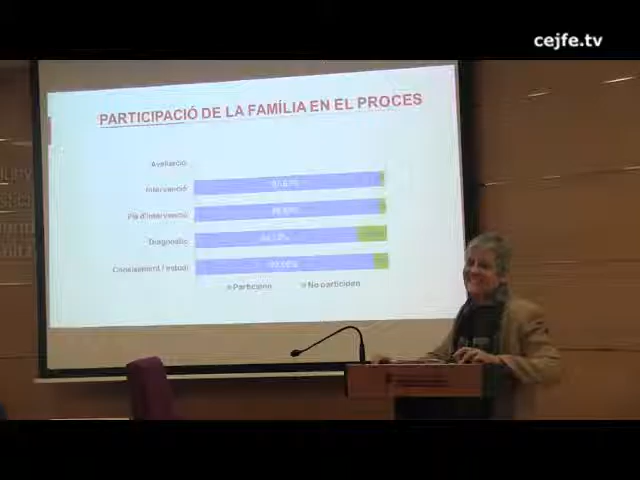 cejfe.tv
PARTICIPACIÓ DE LA FAMÍLIA EN EL PROCES
Avaluació
Intervenció
Pla d'intervenció
Diagnòstic
Coneixement / estudi
Participen
No participen